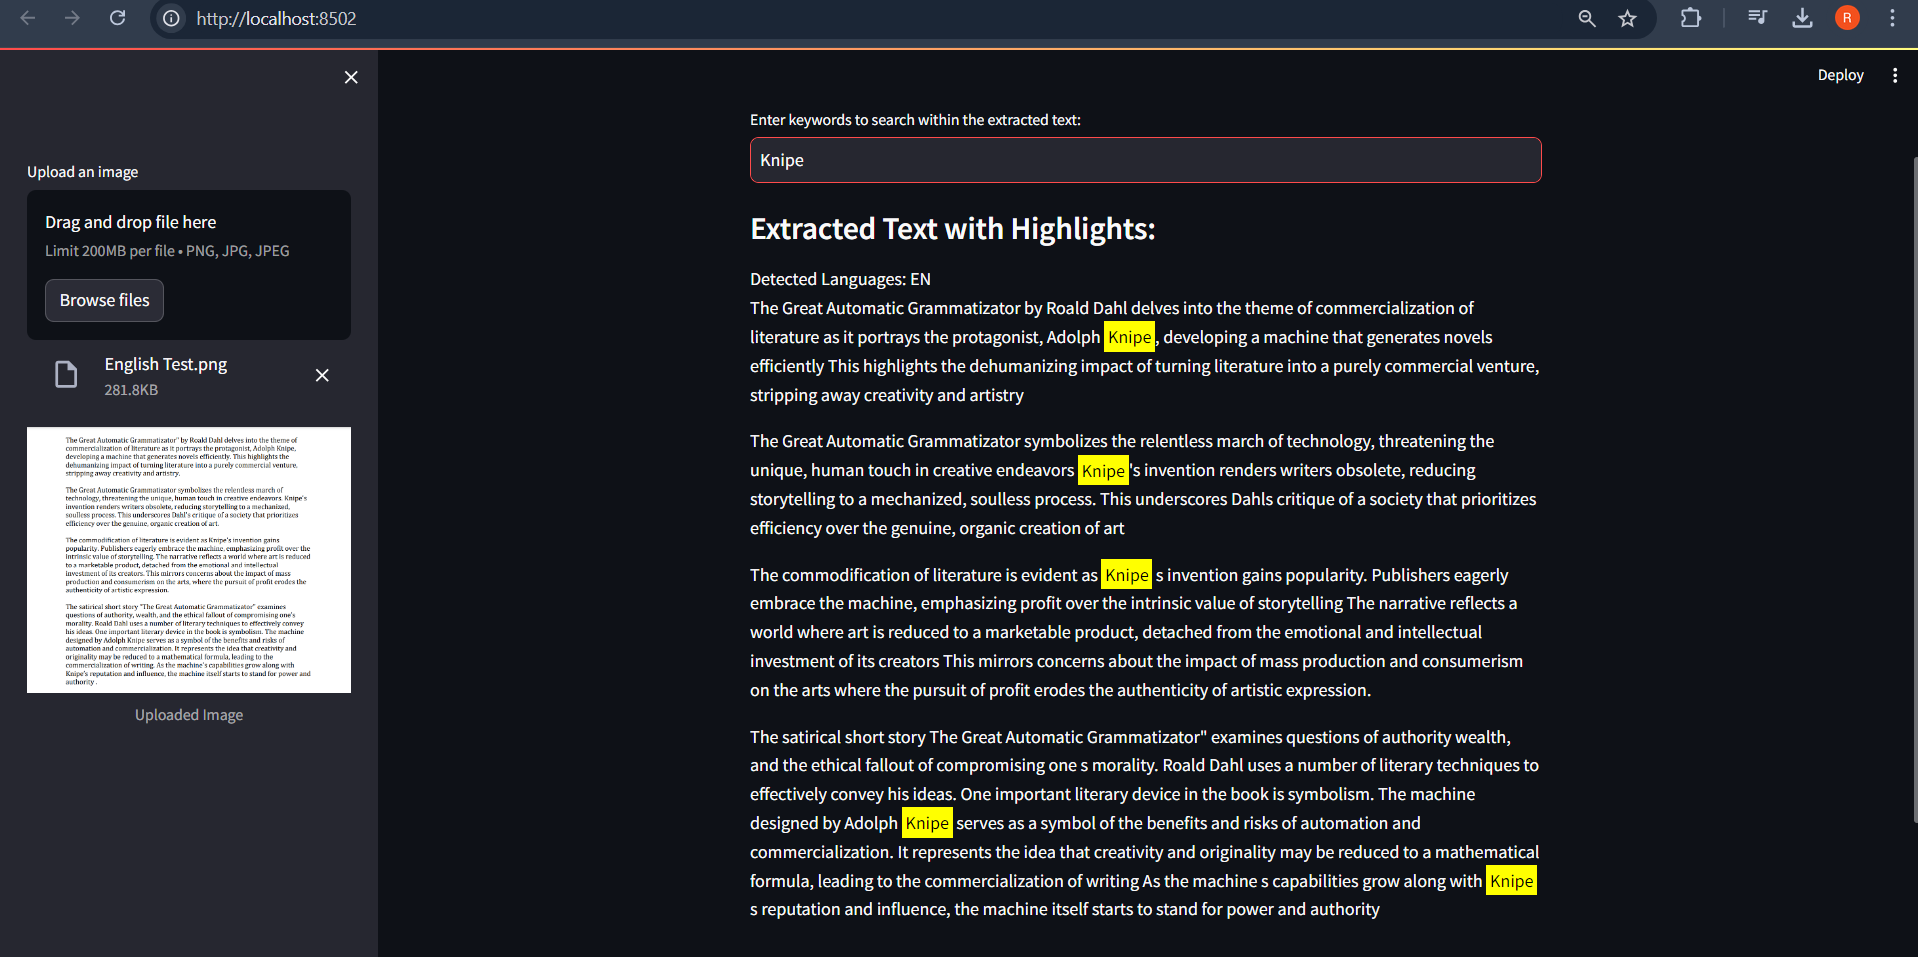 http://localhost:8502
R
Deploy
Upload an image
Drag and drop file here
Limit 200MB per file • PNG, JPG, JPEG
Browse files
English Test.png
281.8KB
The Great Automatic Grammatizator" by Roald Dahl delves into the theme of
commercialization of literature as it portrays the protagonist, Adolph Knipe,
developing a machine that generates novels efficiently. This highlights the
dehumanizing impact of turning literature into a purely commercial venture,
stripping away creativity and artistry.
The Great Automatic Grammatizator symbolizes the relentless march of
technology, threatening the unique, human touch in creative endeavors. Knipe's
invention renders writers obsolete, reducing storytelling to a mechanized,
soulless process. This underscores Dahl's critique of a society that prioritizes
efficiency over the genuine, organic creation of art.
The commodification of literature is evident as Knipe's invention gains
popularity. Publishers eagerly embrace the machine, emphasizing profit over the
intrinsic value of storytelling. The narrative reflects a world where art is reduced
to a marketable product, detached from the emotional and intellectual
investment of its creators. This mirrors concerns about the impact of mass
production and consumerism on the arts, where the pursuit of profit erodes the
authenticity of artistic expression.
The satirical short story "The Great Automatic Grammatizator" examines
questions of authority, wealth, and the ethical fallout of compromising one's
morality. Roald Dahl uses a number of literary techniques to effectively convey
his ideas. One important literary device in the book is symbolism. The machine
designed by Adolph Knipe serves as a symbol of the benefits and risks of
automation and commercialization. It represents the idea that creativity and
originality may be reduced to a mathematical formula, leading to the
commercialization of writing. As the machine's capabilities grow along with
Knipe's reputation and influence, the machine itself starts to stand for power and
authority .
Uploaded Image
Enter keywords to search within the extracted text:
Knipe
Extracted Text with Highlights:
Detected Languages: EN
The Great Automatic Grammatizator by Roald Dahl delves into the theme of commercialization of
literature as it portrays the protagonist, Adolph Knipe, developing a machine that generates novels
efficiently This highlights the dehumanizing impact of turning literature into a purely commercial venture,
stripping away creativity and artistry
The Great Automatic Grammatizator symbolizes the relentless march of technology, threatening the
unique, human touch in creative endeavors Knipe's invention renders writers obsolete, reducing
storytelling to a mechanized, soulless process. This underscores Dahls critique of a society that prioritizes
efficiency over the genuine, organic creation of art
The commodification of literature is evident as Knipe s invention gains popularity. Publishers eagerly
embrace the machine, emphasizing profit over the intrinsic value of storytelling The narrative reflects a
world where art is reduced to a marketable product, detached from the emotional and intellectual
investment of its creators This mirrors concerns about the impact of mass production and consumerism
on the arts where the pursuit of profit erodes the authenticity of artistic expression.
The satirical short story The Great Automatic Grammatizator" examines questions of authority wealth,
and the ethical fallout of compromising one s morality. Roald Dahl uses a number of literary techniques to
effectively convey his ideas. One important literary device in the book is symbolism. The machine
designed by Adolph Knipe serves as a symbol of the benefits and risks of automation and
commercialization. It represents the idea that creativity and originality may be reduced to a mathematical
formula, leading to the commercialization of writing As the machine s capabilities grow along with Knipe
s reputation and influence, the machine itself starts to stand for power and authority